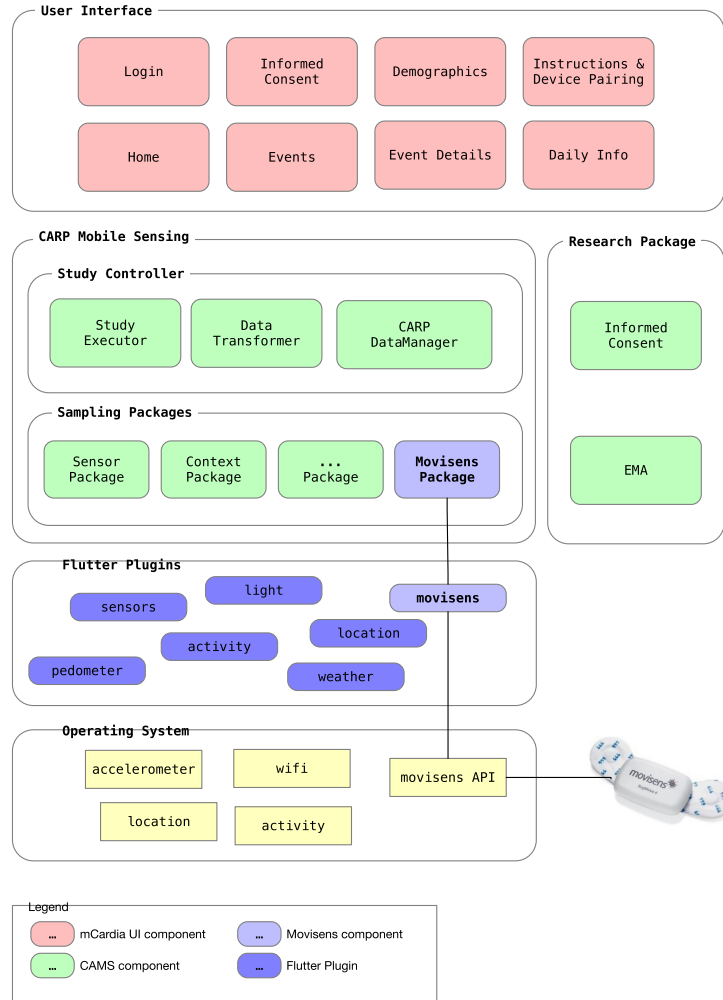 User Interface
Login
Informed
Consent
Demographics
Instructions &
Device Pairing
Home
Events
Event Details
Daily Info
CARP Mobile Sensing
Study Controller
Study
Executor
Data
Transformer
CARP
DataManager
Sampling Packages
Sensor
Package
Context
Package
...
Package
Movisens
Package
Research Package
Informed
Consent
EMA
Flutter Plugins
sensors
light
movisens
activity
location
pedometer
weather
Operating System
accelerometer
wifi
movisens API
location
activity
movisens
Legend
... mCardia UI component
... Movisens component
... CAMS component
... Flutter Plugin